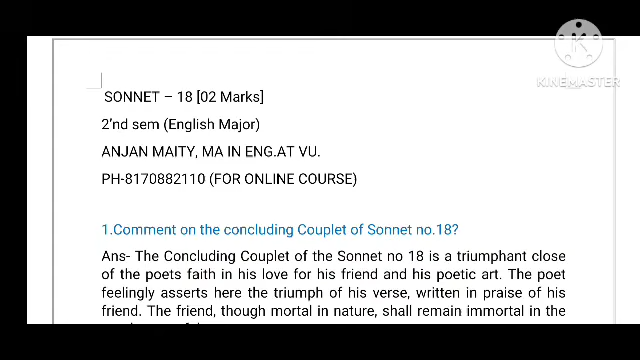 KINEMASTER
SONNET – 18 [02 Marks]
2’nd sem (English Major)
ANJAN MAITY, MA IN ENG.AT VU.
PH-8170882110 (FOR ONLINE COURSE)
1.Comment on the concluding Couplet of Sonnet no.18?
Ans- The Concluding Couplet of the Sonnet no 18 is a triumphant close
of the poets faith in his love for his friend and his poetic art. The poet
feelingly asserts here the triumph of his verse, written in praise of his
friend. The friend, though mortal in nature, shall remain immortal in the